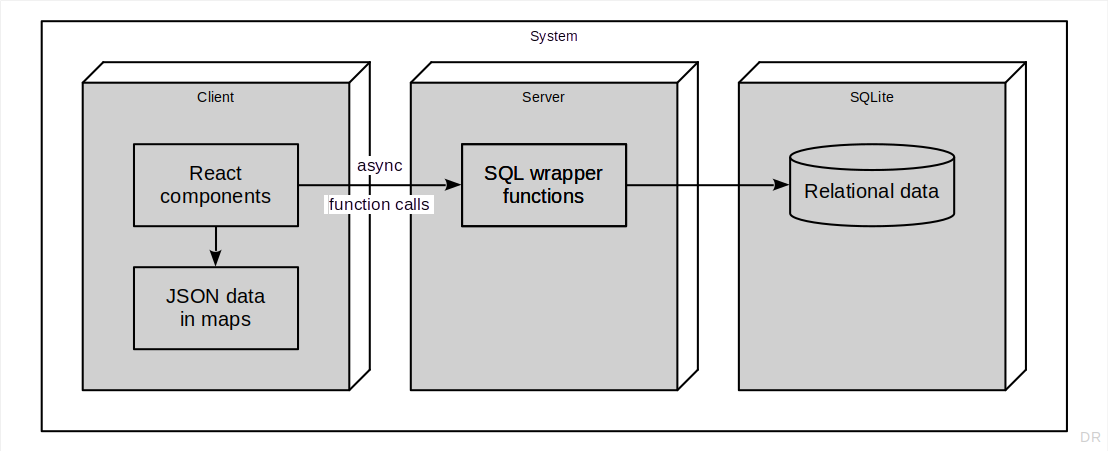 System
Client
Server
SQLite
React
components
async
function calls
SQL wrapper
functions
Relational data
JSON data
in maps
DR